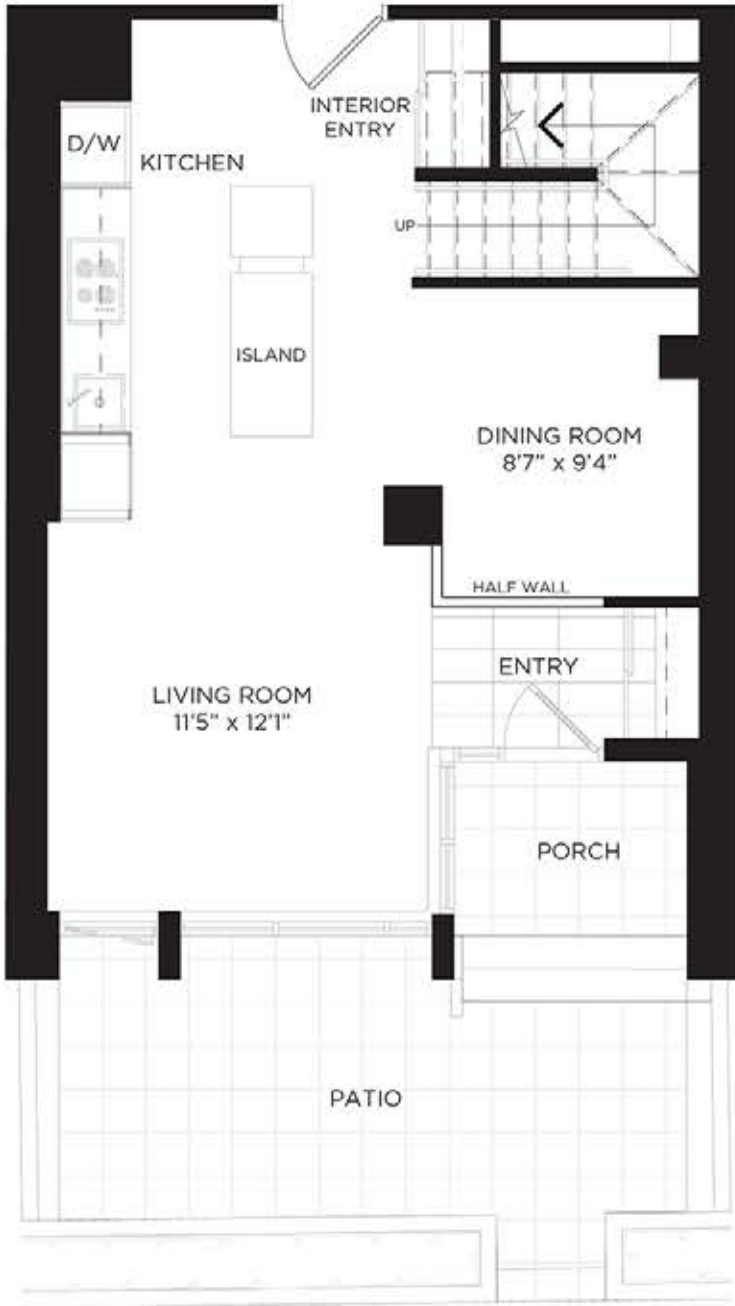 INTERIOR
ENTRY
D/W
KITCHEN
UP
ISLAND
DINING ROOM
8'7" x 9'4"
HALF WALL
ENTRY
LIVING ROOM
11'5" x 12'1"
PORCH
PATIO